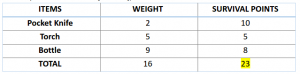 ITEMS WEIGHT SURVIVAL POINTS
Pocket Knife 2 10
Torch 5 5
Bottle 9 8
TOTAL 16 23